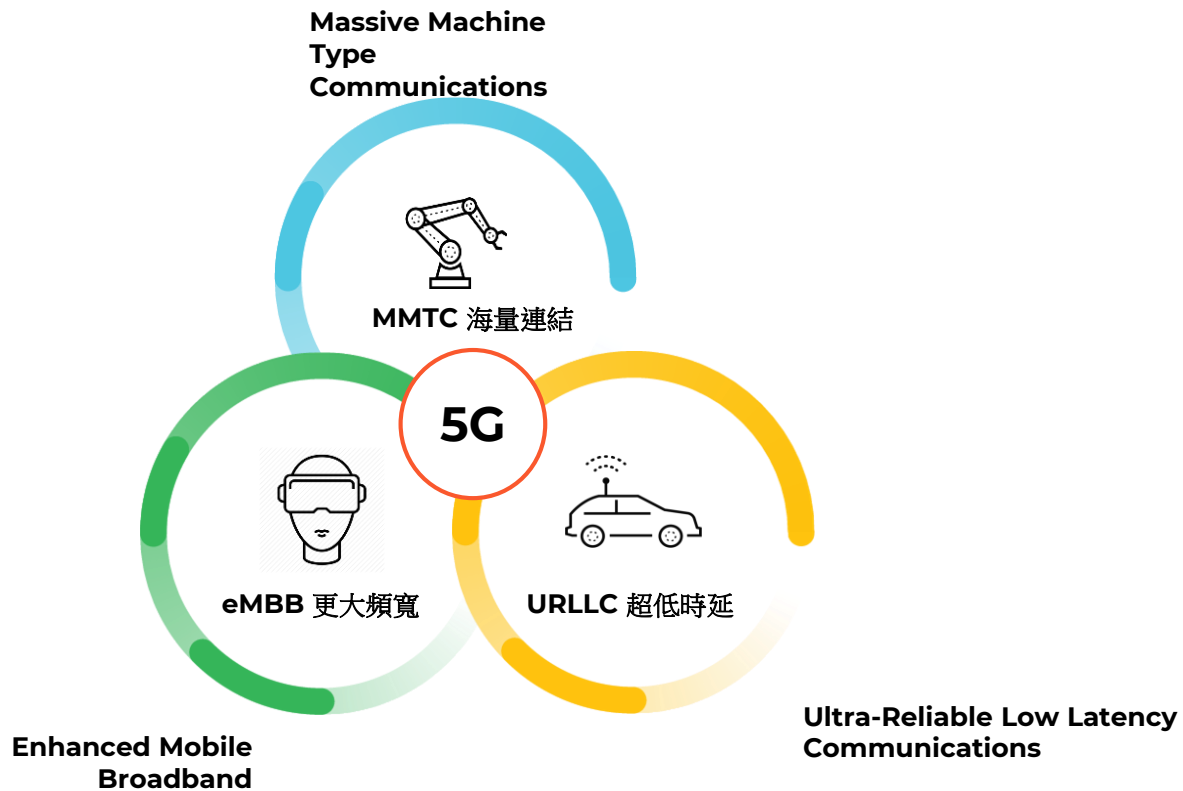 Massive Machine
Type
Communications
MMTC 海量連結
5G
eMBB 更大頻寬
URLLC 超低時延
Enhanced Mobile
Broadband
Ultra-Reliable Low Latency
Communications